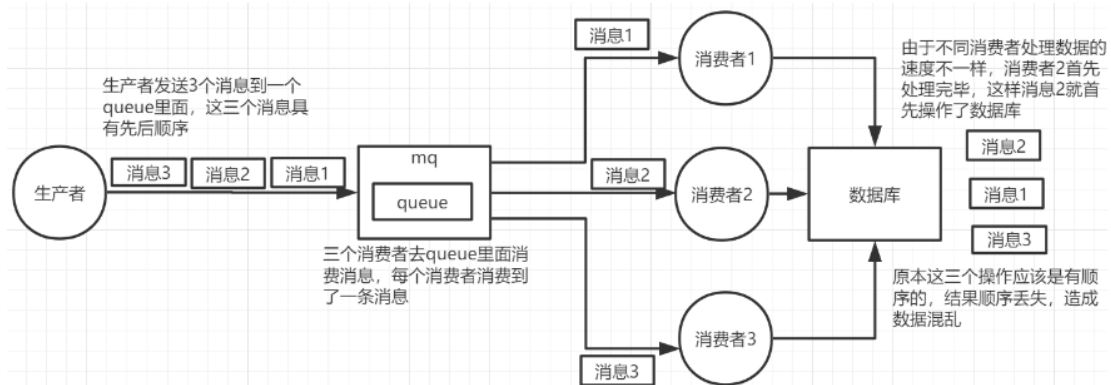 消息1
消费者1
由于不同消费者处理数据的
速度不一样，消费者2首先
处理完毕，这样消息2就首
先操作了数据库
生产者发送3个消息到一个
queue里面，这三个消息具
有先后顺序
生产者
消息3
消息2
消息1
mq
queue
消息2
消费者2
数据库
消息2
消息1
消息3
三个消费者去queue里面消
费消息，每个消费者消费到
了一条消息
原本这三个操作应该是有顺
序的，结果顺序丢失，造成
数据混乱
消费者3
消息3